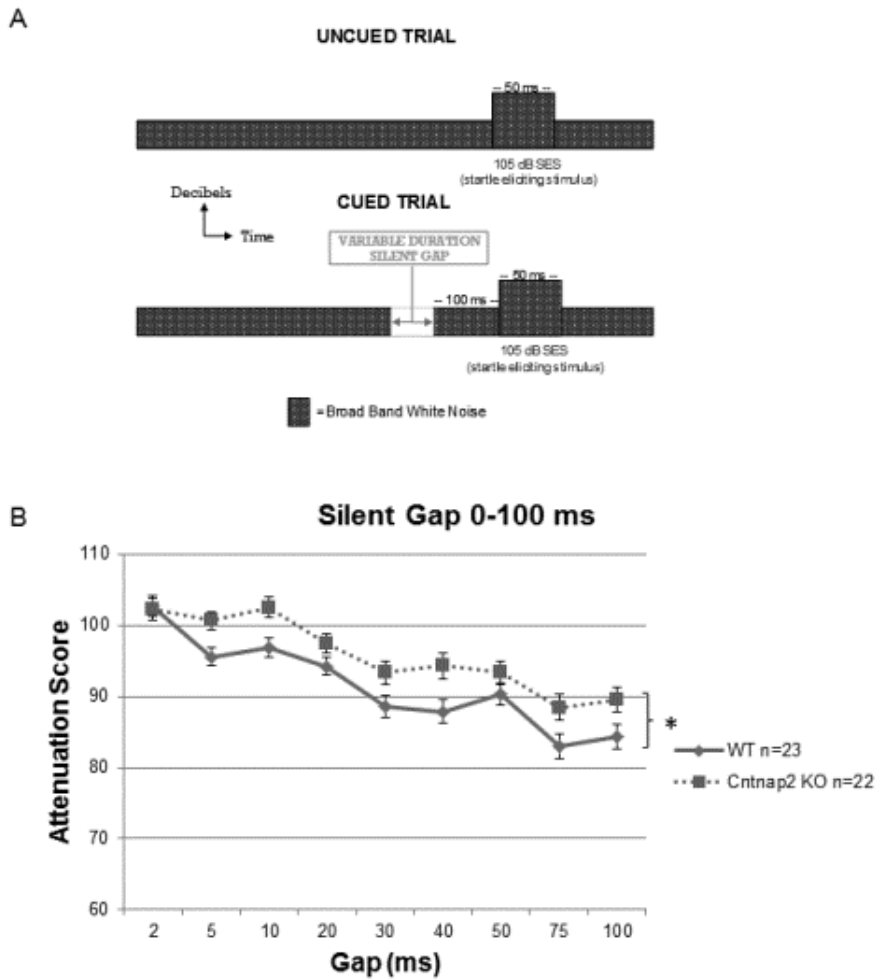 A
UNCUED TRIAL
-- 50 ms --
105 dB SES
(startle eliciting stimulus)
Decibels
Time
CUED TRIAL
VARIABLE DURATION
SILENT GAP
-- 50 ms --
-- 100 ms --
105 dB SES
(startle eliciting stimulus)
=Broad Band White Noise
B
Silent Gap 0-100 ms
Attenuation Score
110
100
90
80
70
60
*
WT n=23
Cntnap2 KO n=22
2 5 10 20 30 40 50 75 100
Gap (ms)